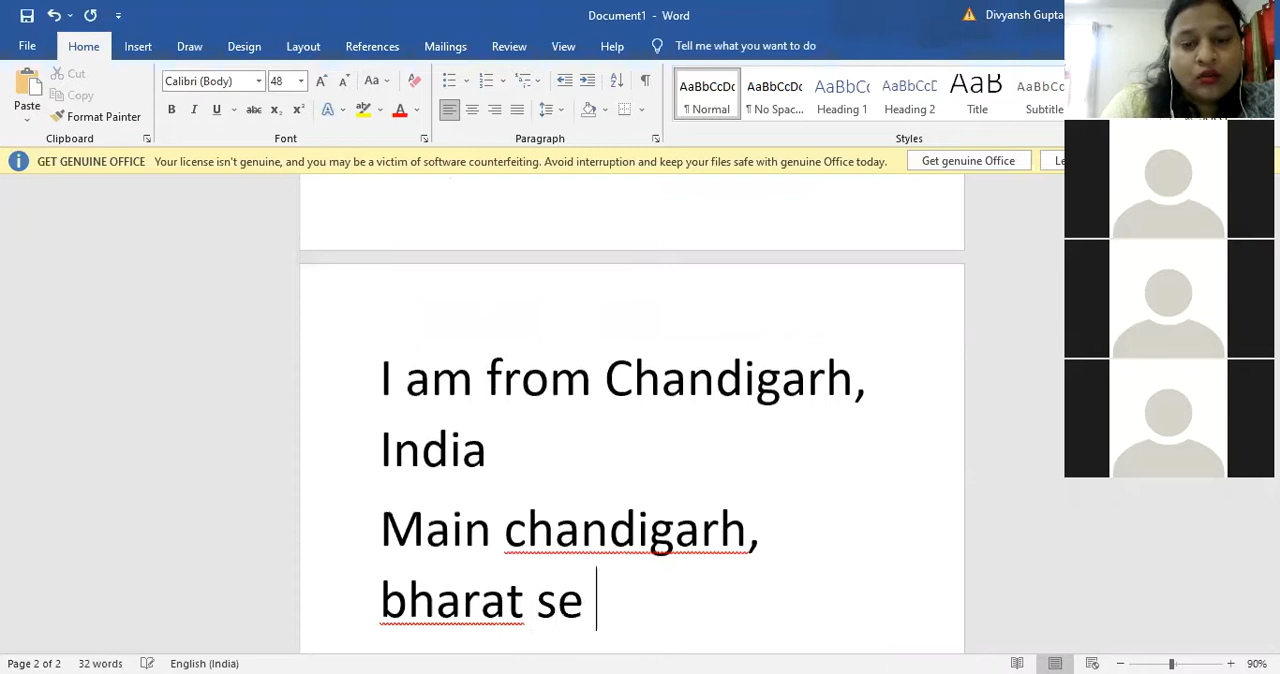 Document1 - Word
Divyansh Gupta
File Home Insert Draw Design Layout References Mailings Review View Help Tell me what you want to do
Paste
Cut
Copy
Format Painter
Clipboard
Calibri (Body) 48
Font
Paragraph
AaBbCcDc AaBbCcDc AaBbCc AaBbCcD AaB AaBbC
¶ Normal ¶ No Spac... Heading 1 Heading 2 Title Subtitle
Styles
GET GENUINE OFFICE Your license isn't genuine, and you may be a victim of software counterfeiting. Avoid interruption and keep your files safe with genuine Office today. Get genuine Office Le
I am from Chandigarh,
India
Main chandigarh,
bharat se
Page 2 of 2 32 words English (India) 90%